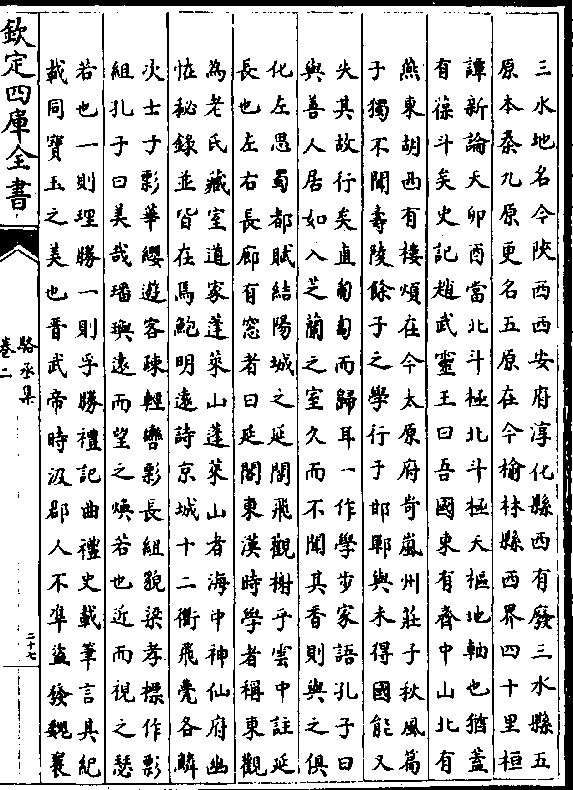 三水地名今陜西西安府淳化縣西有廢三水縣五
原本秦九原更名五原在今榆林縣西界四十里桓
譚新論天卯酉當北斗極北斗極天樞地軸也猶蓋
有葆斗矣史記趙武靈王曰吾國東有齊中山北有
燕東胡西有樓煩在今太原府岢嵐州莊子秋風篇
于獨不聞壽陵餘子之學行于邯鄲與未得國能又
失其故行矣直匍匐而歸耳一作學步家語孔子曰
與善人居如入芝蘭之室久而不聞其香則與之俱
化左思蜀都賦結陽城之延閣飛觀榭乎雲中註延
長也左右長廊有窓者曰延閣東漢時學者稱東觀
為老氏藏室道家蓬萊山蓬萊山者海中神仙府幽
恠秘錄並皆在焉鮑明遠詩京城十二衢飛甍各鱗
次士子彯華纓遊客竦輕轡彯長組貌梁孝標作彯
組孔子曰美哉璠璵遠而望之煥若也近而視之瑟
若也一則理勝一則孚勝禮記曲禮史載筆言其紀
載同寶玉之美也晉武帝時汲郡人不準盜發魏襄
欽定四庫全書
駱丞集
卷二
二十七